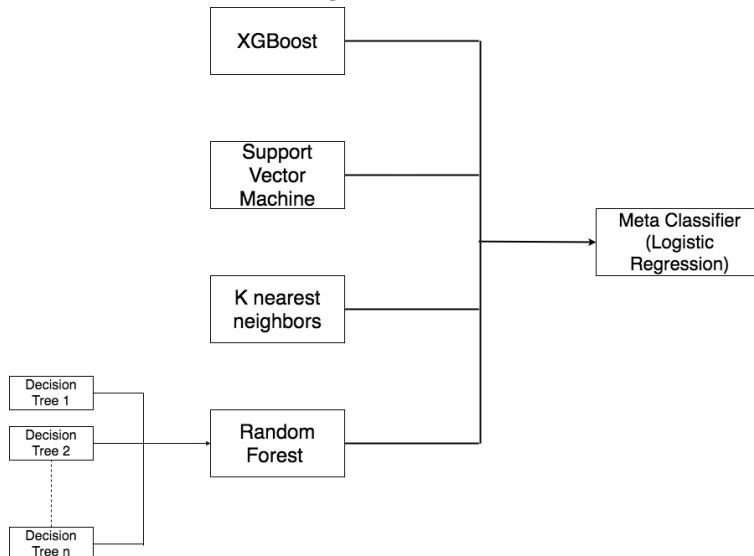 XGBoost
Support
Vector
Machine
Meta Classifier
(Logistic
Regression)
K nearest
neighbors
Decision
Tree 1
Decision
Tree 2
Random
Forest
Decision
Tree n